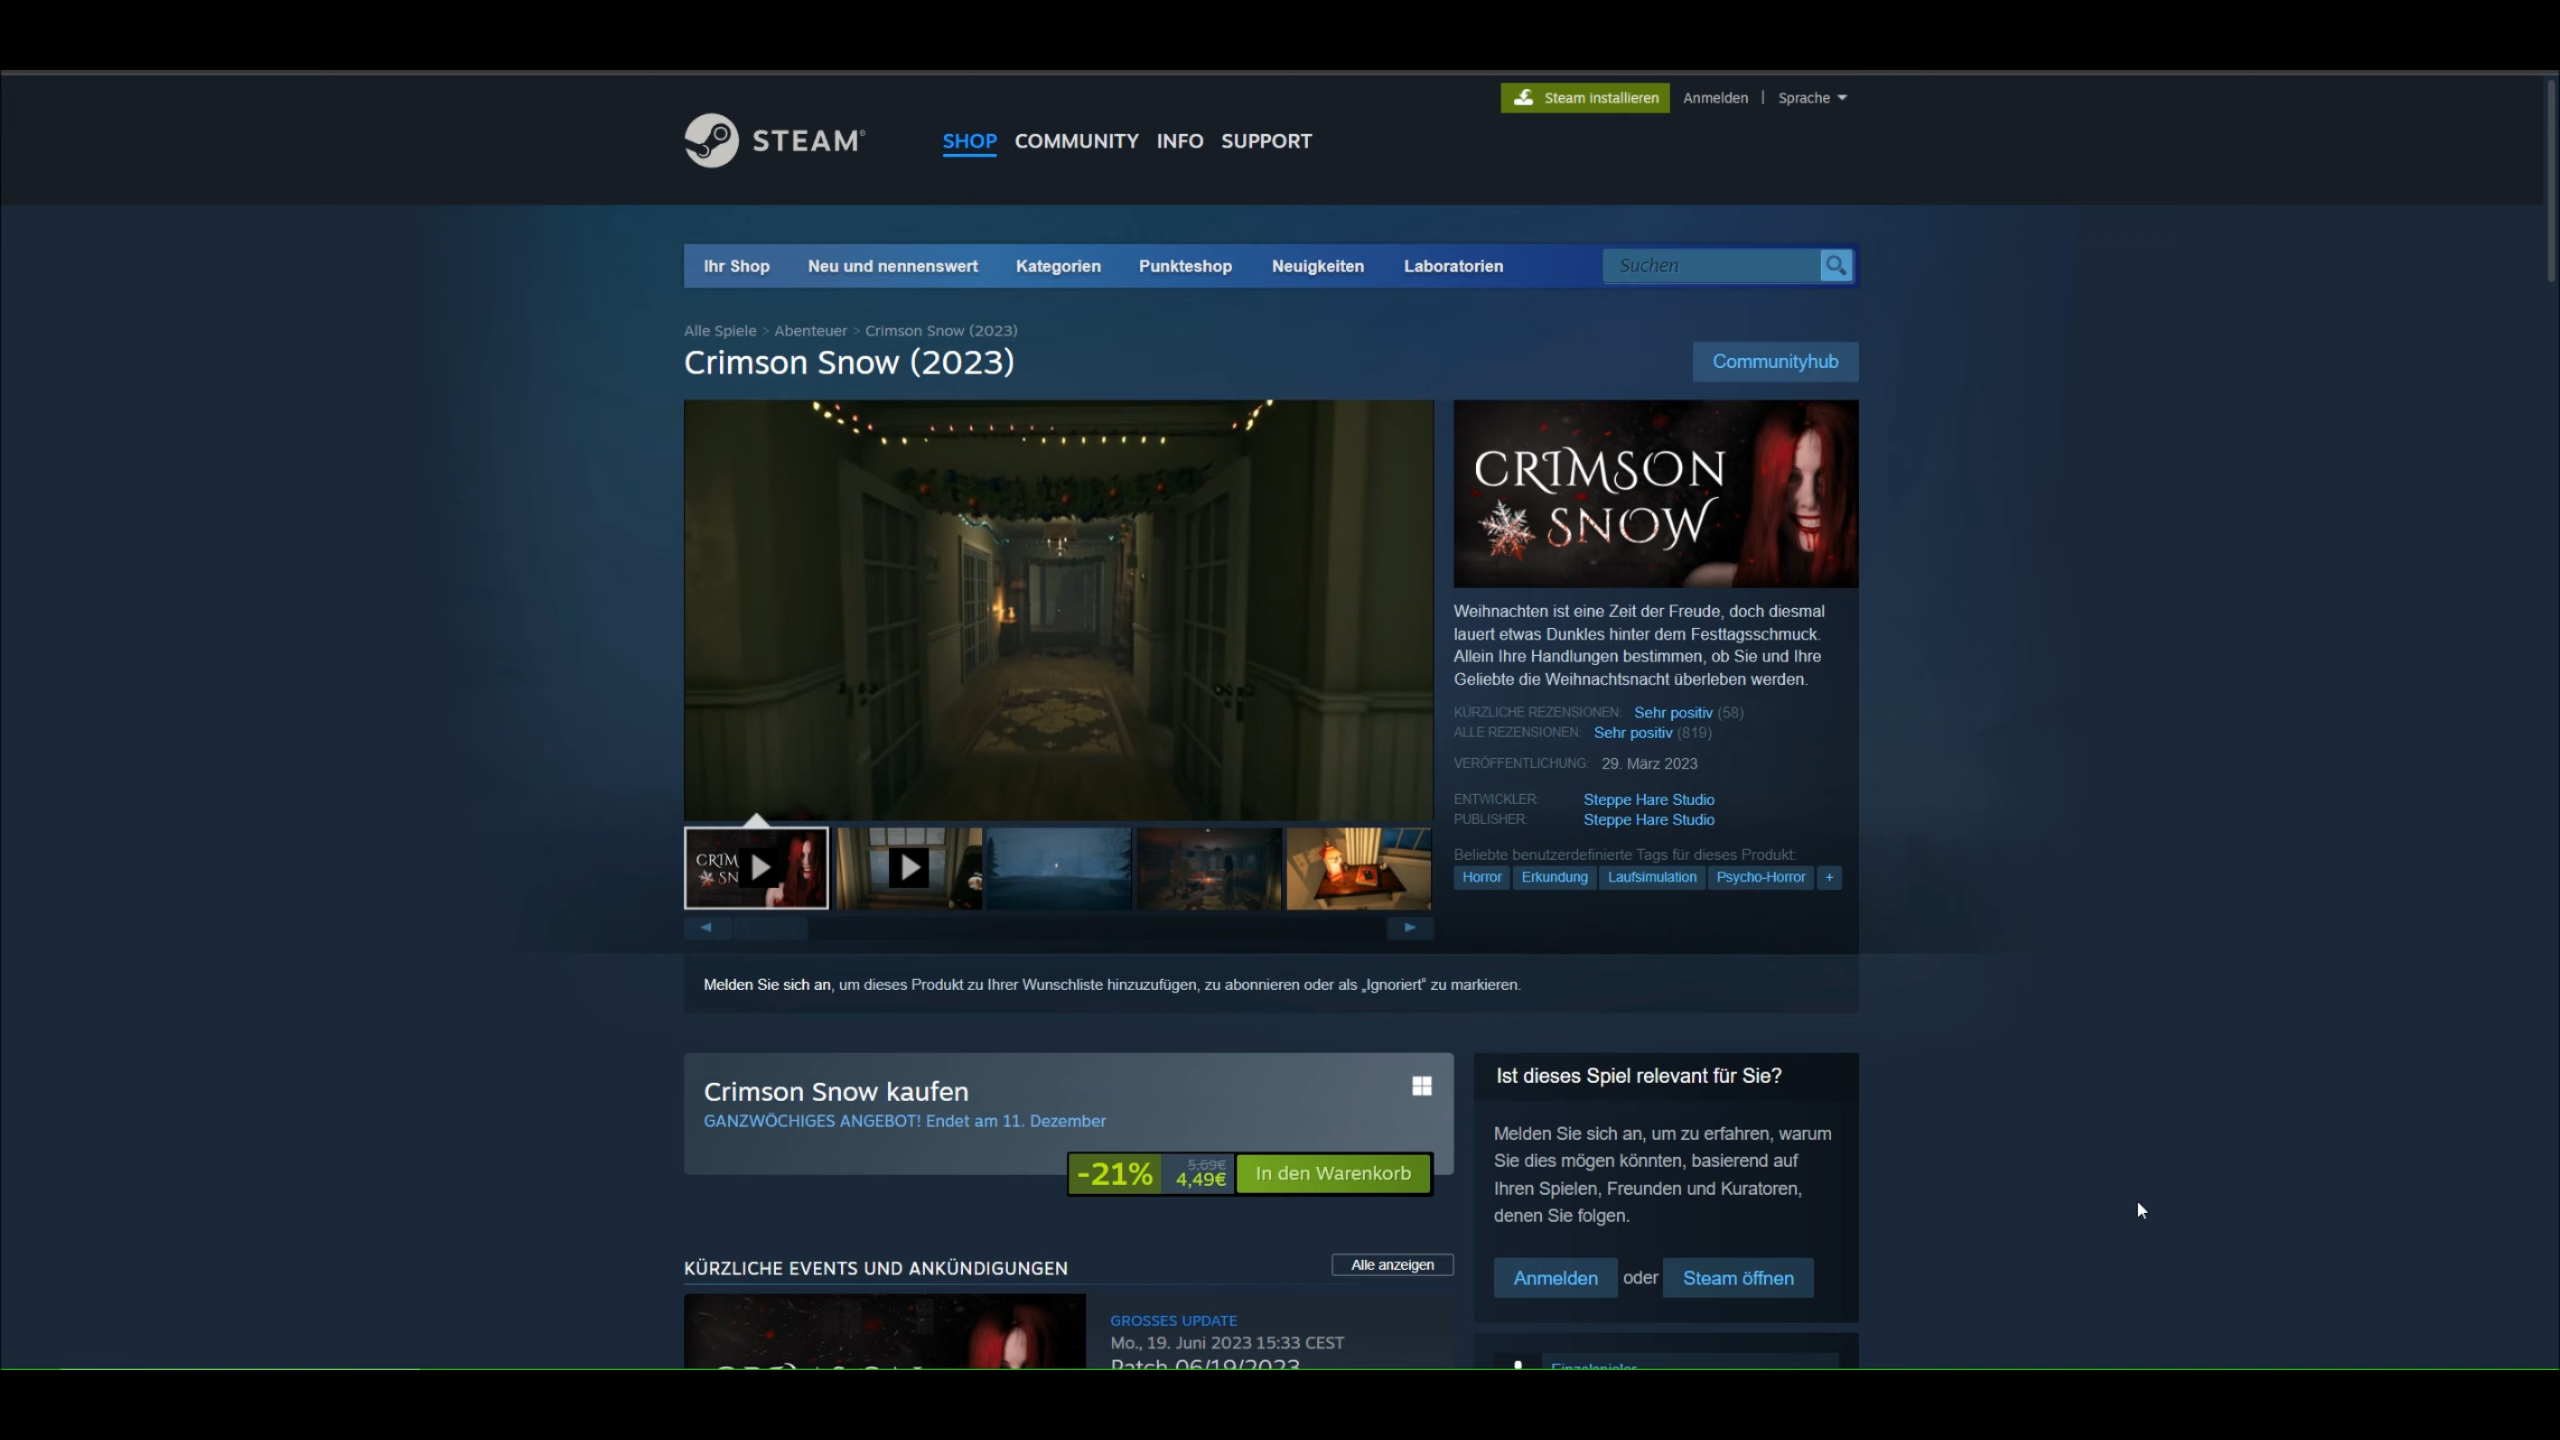 Steam installieren Anmelden | Sprache
STEAM®
SHOP COMMUNITY INFO SUPPORT
Ihr Shop Neu und nennenswert Kategorien Punkteshop Neuigkeiten Laboratorien Suchen
Alle Spiele > Abenteuer > Crimson Snow (2023)
Crimson Snow (2023)
Communityhub
CRIMSON
SNOW
Weihnachten ist eine Zeit der Freude, doch diesmal
lauert etwas Dunkles hinter dem Festtagsschmuck.
Allein Ihre Handlungen bestimmen, ob Sie und Ihre
Geliebte die Weihnachtsnacht überleben werden.
KÜRZLICHE REZENSIONEN: Sehr positiv (58)
ALLE REZENSIONEN: Sehr positiv (819)
VERÖFFENTLICHUNG: 29. März 2023
ENTWICKLER: Steppe Hare Studio
PUBLISHER: Steppe Hare Studio
Beliebte benutzerdefinierte Tags für dieses Produkt:
Horror Erkundung Laufsimulation Psycho-Horror +
CRIM
SN
Melden Sie sich an, um dieses Produkt zu Ihrer Wunschliste hinzuzufügen, zu abonnieren oder als „Ignoriert“ zu markieren.
Crimson Snow kaufen
GANZWÖCHIGES ANGEBOT! Endet am 11. Dezember
-21% 5,69€ 4,49€ In den Warenkorb
Ist dieses Spiel relevant für Sie?
Melden Sie sich an, um zu erfahren, warum
Sie dies mögen könnten, basierend auf
Ihren Spielen, Freunden und Kuratoren,
denen Sie folgen.
Anmelden oder Steam öffnen
KÜRZLICHE EVENTS UND ANKÜNDIGUNGEN
Alle anzeigen
GROSSES UPDATE
Mo., 19. Juni 2023 15:33 CEST
Patch 06/19/2023
Einzelspieler